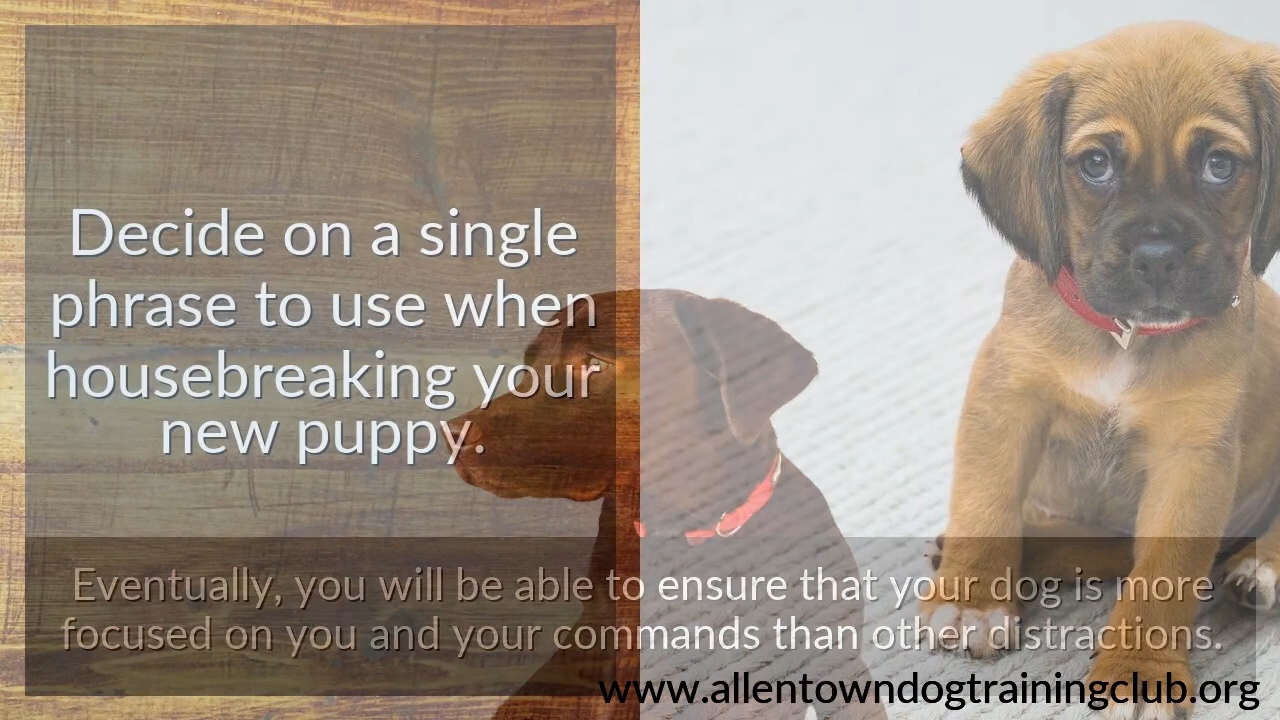 Decide on a single
phrase to use when
housebreaking your
new puppy.
Eventually, you will be able to ensure that your dog is more
focused on you and your commands than other distractions.
www.allentowndogtrainingclub.org